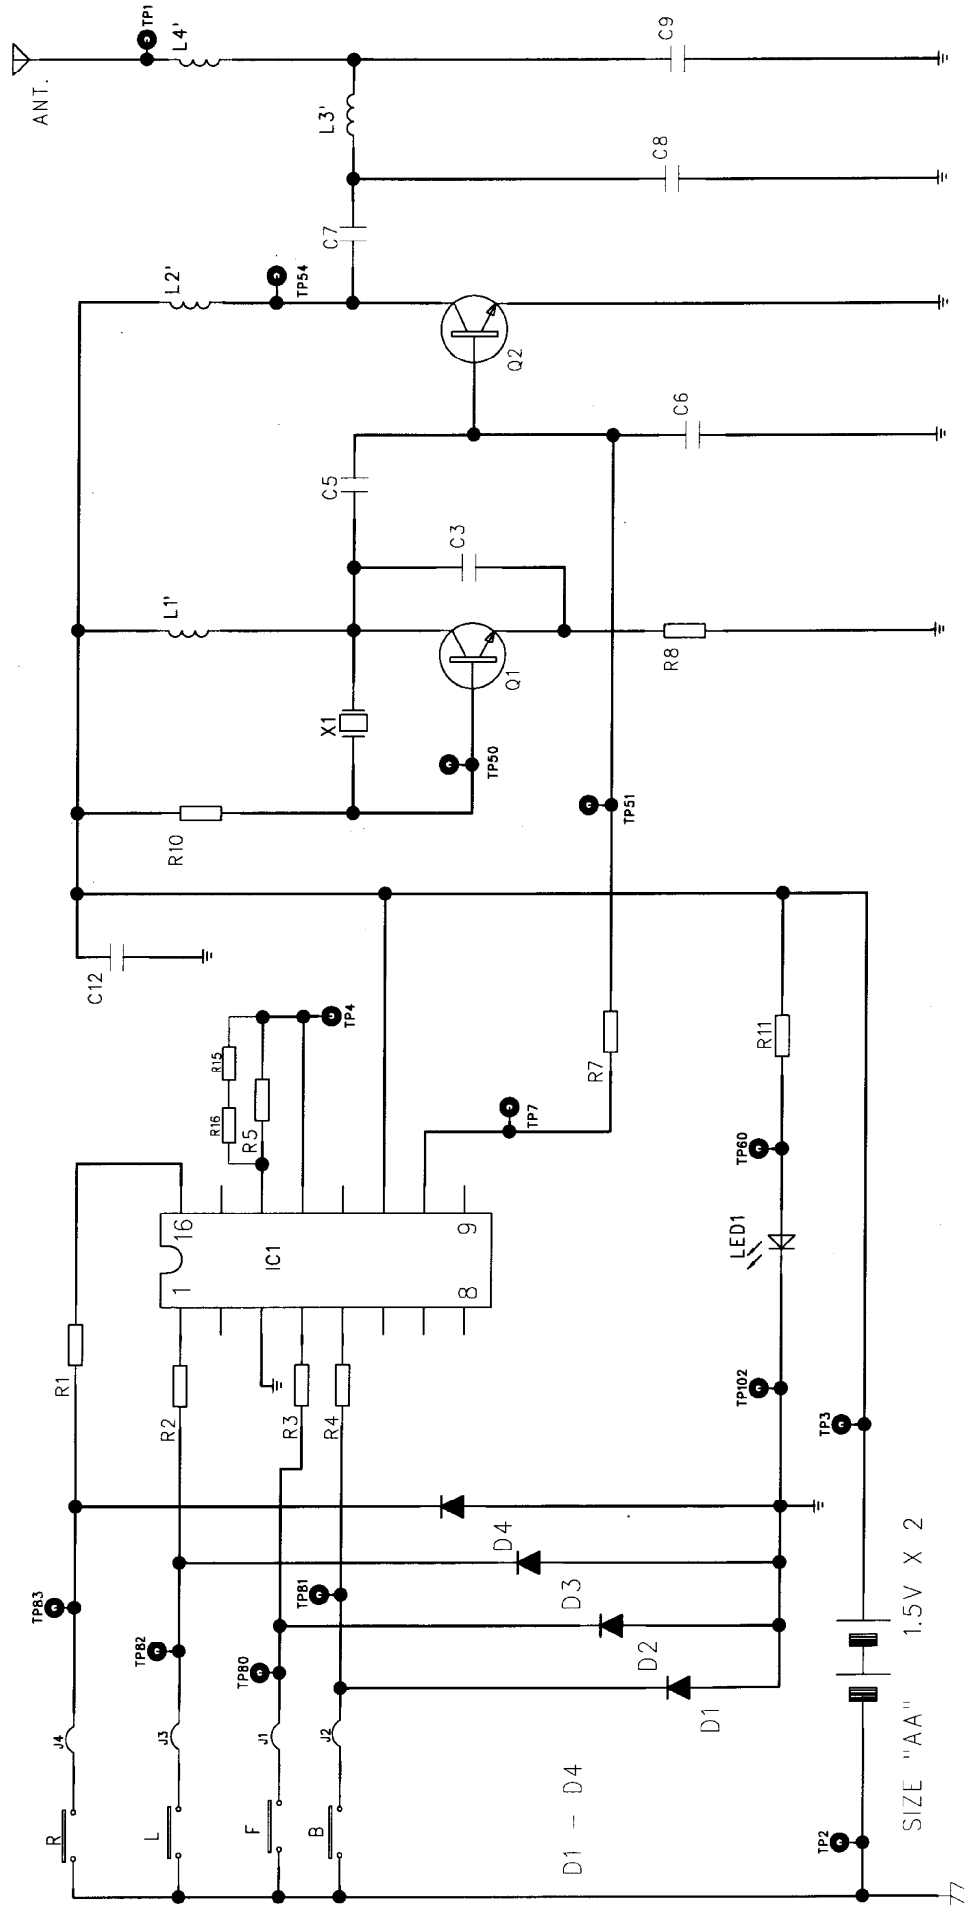 ANT.
TP1
L4'
L3'
C9
C8
C7
L2'
TP54
Q2
C6
C5
C3
L1'
Q1
R8
X1
TP50
R10
TP51
C12
TP4
R15
R16
R5
R7
TP7
R11
TP60
LED1
16
1
IC1
9
8
R1
R2
R3
R4
TP102
TP3
D4
D3
D2
D1
TP83
TP82
TP80
TP81
J4
J3
J1
J2
R
L
F
B
D1 - D4
TP2
SIZE "AA" 1.5V X 2